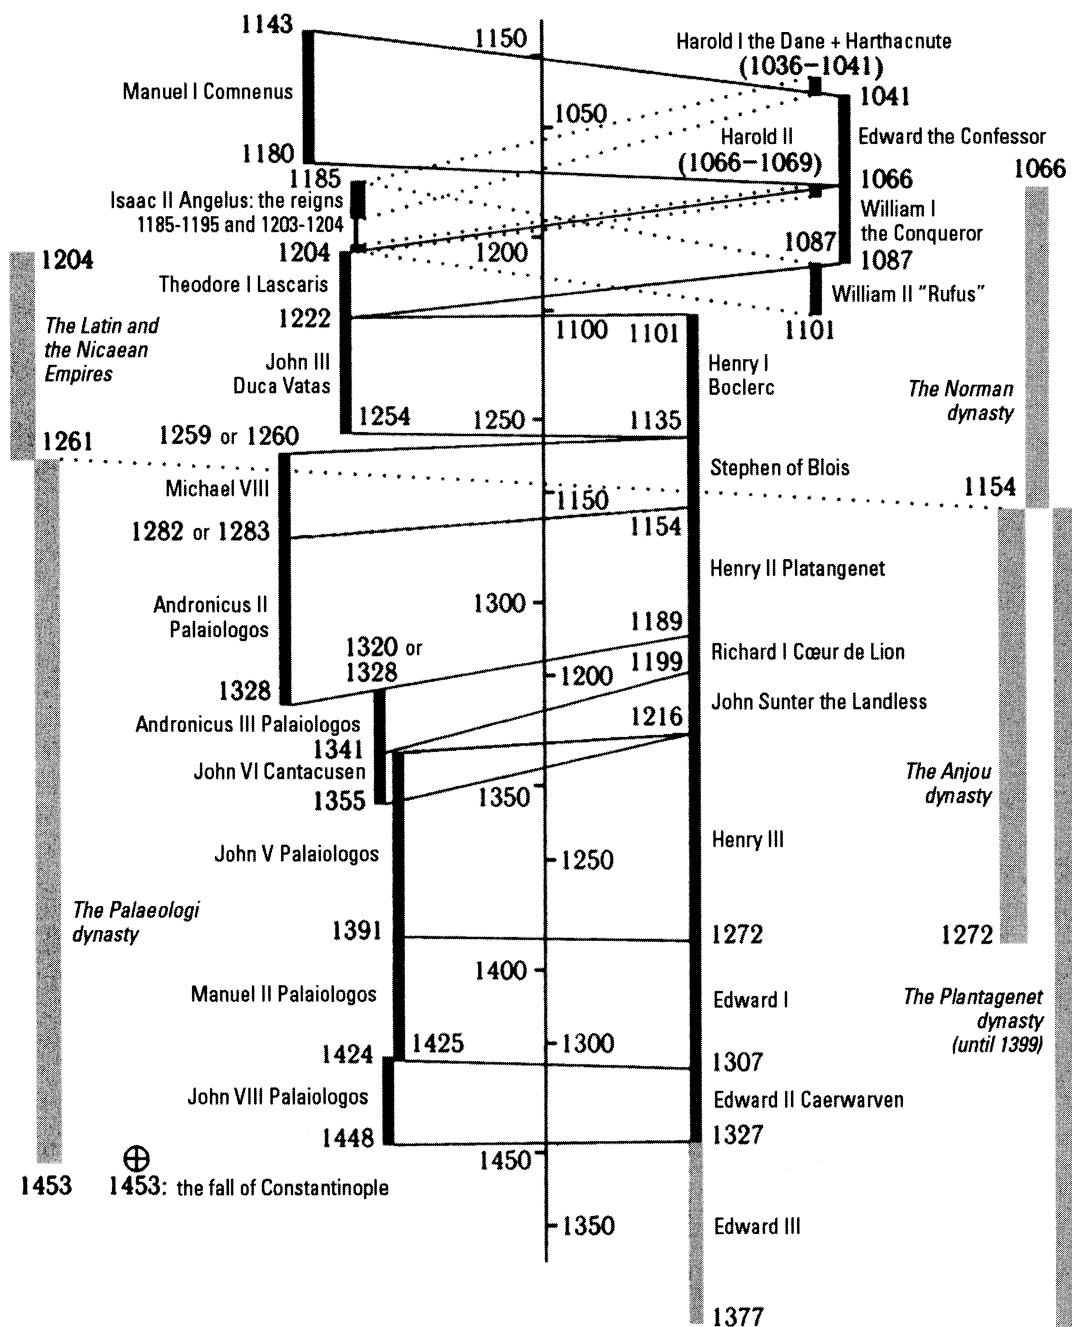 1143
1150
Harold I the Dane + Harthacnute
(1036–1041)
Manuel I Comnenus
1041
1050
Harold II
(1066–1069)
Edward the Confessor
1180
1066
1185
1066
Isaac II Angelus: the reigns
1185-1195 and 1203-1204
William I
the Conqueror
1204
1204
1200
1087
1087
Theodore I Lascaris
William II “Rufus”
1222
1100
1101
1101
The Latin and
the Nicaean
Empires
John III
Duca Vatas
Henry I
Boclerc
The Norman
dynasty
1254
1250
1135
1261
1259 or 1260
Michael VIII
Stephen of Blois
1154
1150
1282 or 1283
1154
Henry II Platangenet
Andronicus II
Palaiologos
1300
1189
1320 or
1328
Richard I Cœur de Lion
1199
1328
1200
John Sunter the Landless
Andronicus III Palaiologos
1216
1341
John VI Cantacusen
1355
1350
The Anjou
dynasty
John V Palaiologos
Henry III
1250
The Palaeologi
dynasty
1391
1272
1272
1400
Manuel II Palaiologos
Edward I
The Plantagenet
dynasty
(until 1399)
1424
1425
1300
1307
John VIII Palaiologos
Edward II Caerwarven
1448
1327
1450
1453
1453: the fall of Constantinople
1350
Edward III
1377